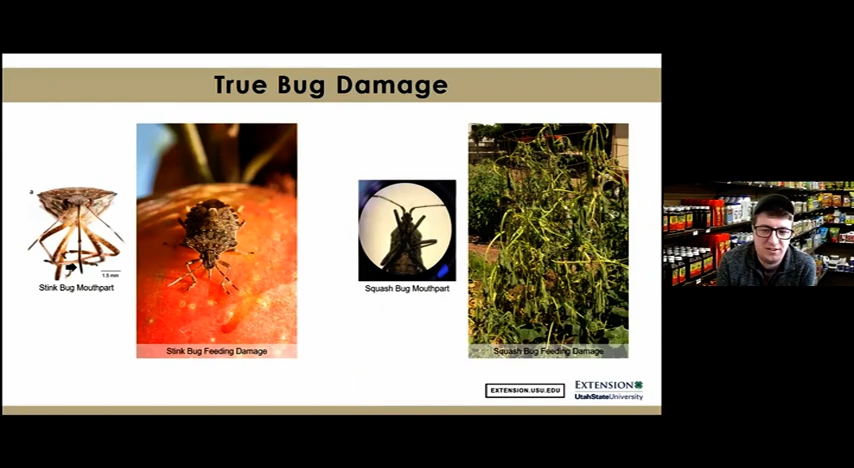 True Bug Damage
a
1.5 mm
Stink Bug Mouthpart
Stink Bug Feeding Damage
Squash Bug Mouthpart
Squash Bug Feeding Damage
EXTENSION.USU.EDU
EXTENSION
UtahStateUniversity